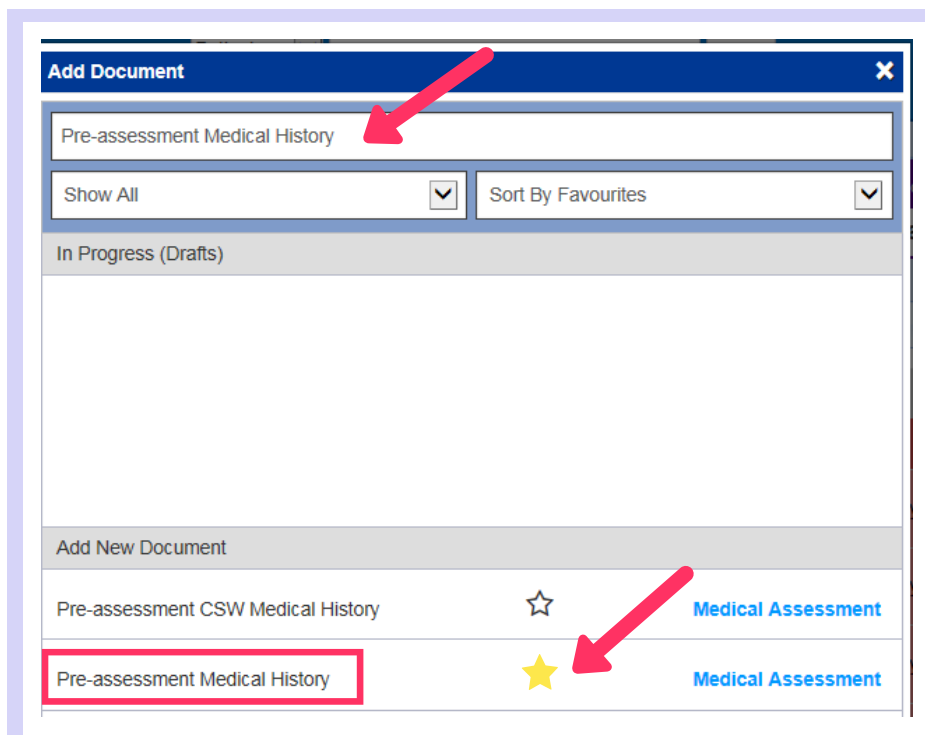 Add Document
Pre-assessment Medical History
Show All Sort By Favourites
In Progress (Drafts)
Add New Document
Pre-assessment CSW Medical History Medical Assessment
Pre-assessment Medical History Medical Assessment